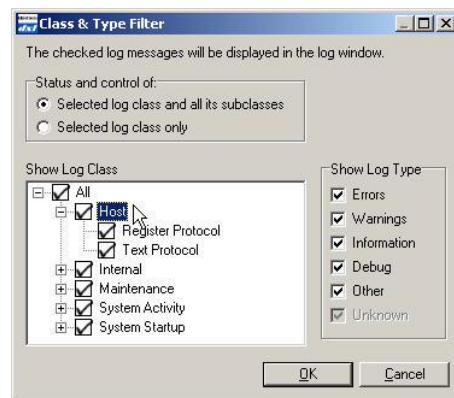 Class & Type Filter
The checked log messages will be displayed in the log window.
Status and control of:
Selected log class and all its subclasses
Selected log class only
Show Log Class
All
Host
Register Protocol
Text Protocol
Internal
Maintenance
System Activity
System Startup
Show Log Type
Errors
Warnings
Information
Debug
Other
Unknown
OK
Cancel